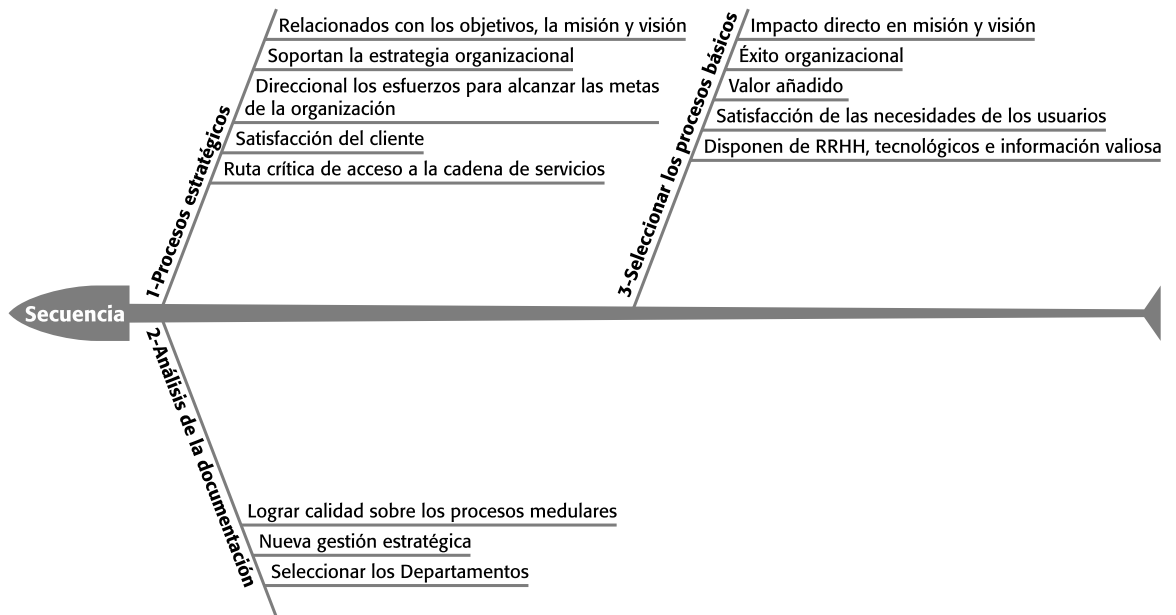 Secuencia
1-Procesos estratégicos
Relacionados con los objetivos, la misión y visión
Soportan la estrategia organizacional
Direccional los esfuerzos para alcanzar las metas
de la organización
Satisfacción del cliente
Ruta crítica de acceso a la cadena de servicios
2-Análisis de la documentación
Lograr calidad sobre los procesos medulares
Nueva gestión estratégica
Seleccionar los Departamentos
3-Seleccionar los procesos básicos
Impacto directo en misión y visión
Éxito organizacional
Valor añadido
Satisfacción de las necesidades de los usuarios
Disponen de RRHH, tecnológicos e información valiosa